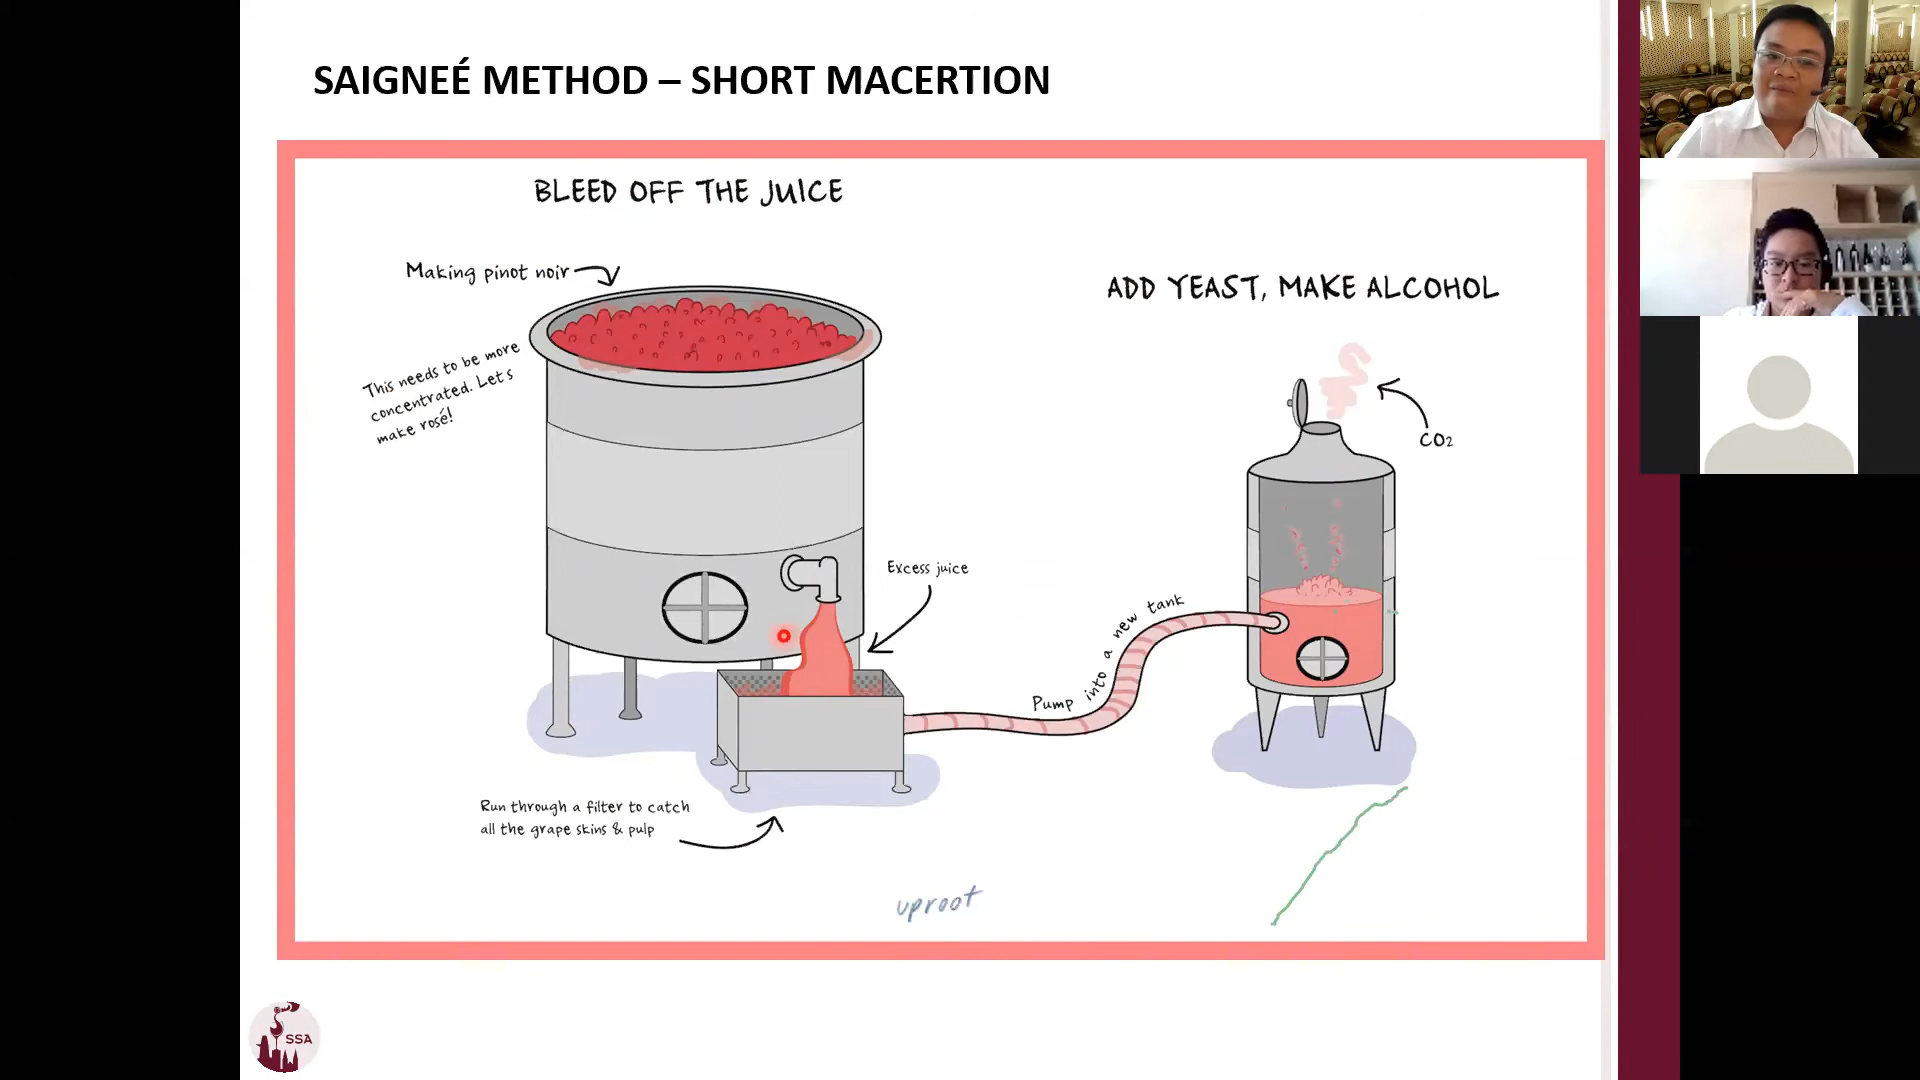 SAIGNEÉ METHOD – SHORT MACERTION
BLEED OFF THE JUICE
Making pinot noir
This needs to be more
concentrated. Let's
make rosé!
ADD YEAST, MAKE ALCOHOL
CO2
Excess juice
Pump into a new tank
Run through a filter to catch
all the grape skins & pulp
uproot
SSA